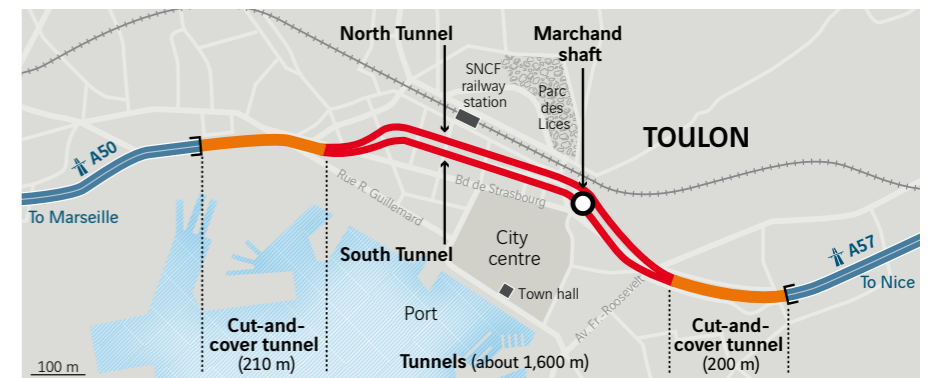 North Tunnel
Marchand
shaft
SNCF
railway
station
Parc
des
Lices
TOULON
A50
To Marseille
Rue R. Guillemard
Bd de Strasbourg
South Tunnel
City
centre
Town hall
Port
Av. Fr.-Roosevelt
A57
To Nice
Cut-and-
cover tunnel
(210 m)
Tunnels (about 1,600 m)
Cut-and-
cover tunnel
(200 m)
100 m